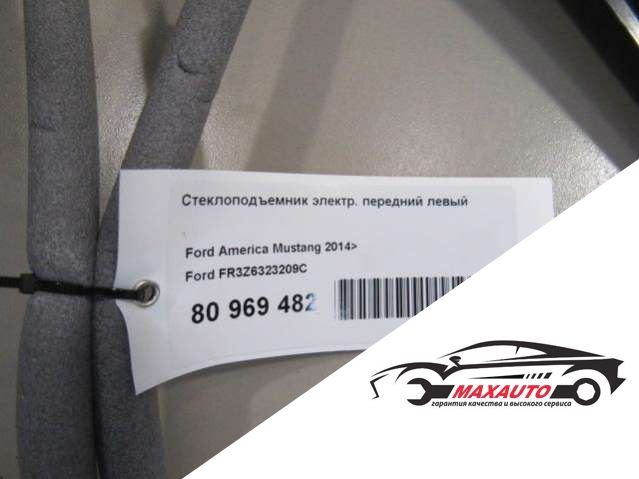 Стеклоподъемник электр. передний левый
Ford America Mustang 2014>
Ford FR3Z6323209C
80 969 482
MAXAUTO
гарантия качества и высокого сервиса